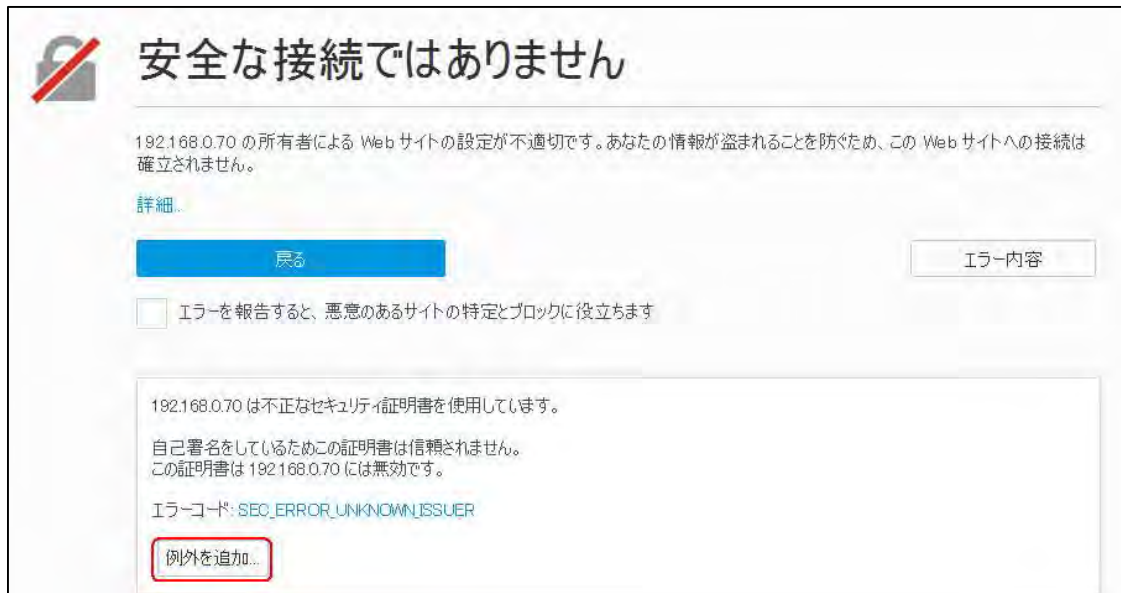 安全な接続ではありません
192.168.0.70 の所有者による Web サイトの設定が不適切です。あなたの情報が盗まれることを防ぐため、この Web サイトへの接続は
確立されません。
詳細...
戻る
エラー内容
エラーを報告すると、悪意のあるサイトの特定とブロックに役立ちます
192.168.0.70 は不正なセキュリティ証明書を使用しています。
自己署名をしているためこの証明書は信頼されません。
この証明書は 192.168.0.70 には無効です。
エラーコード: SEC_ERROR_UNKNOWN_ISSUER
例外を追加...